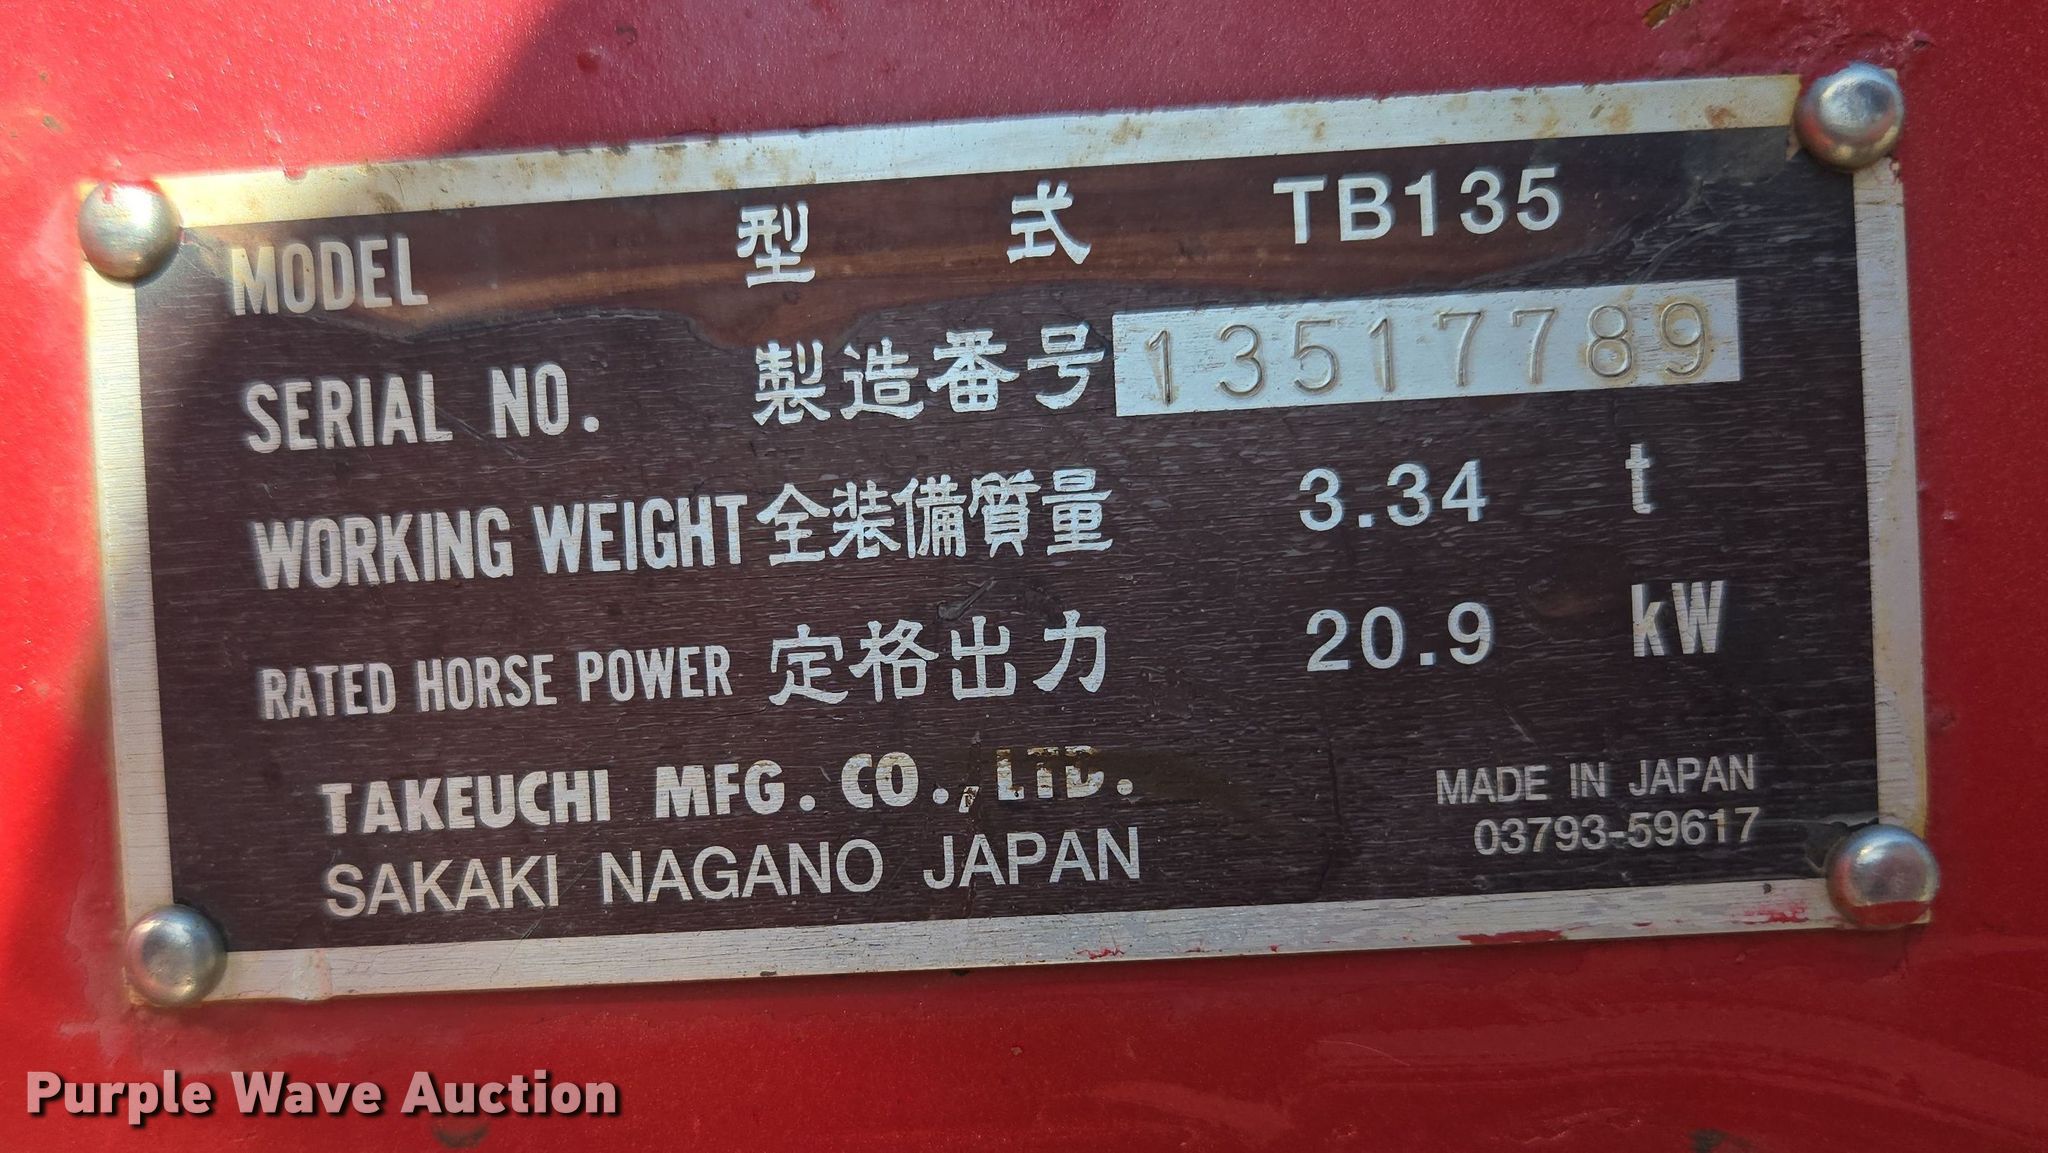 MODEL 型 式 TB135
SERIAL NO. 製造番号 13517789
WORKING WEIGHT 全装備質量 3.34 t
RATED HORSE POWER 定格出力 20.9 kW
TAKEUCHI MFG. CO., LTD.
SAKAKI NAGANO JAPAN
MADE IN JAPAN
03793-59617
Purple Wave Auction